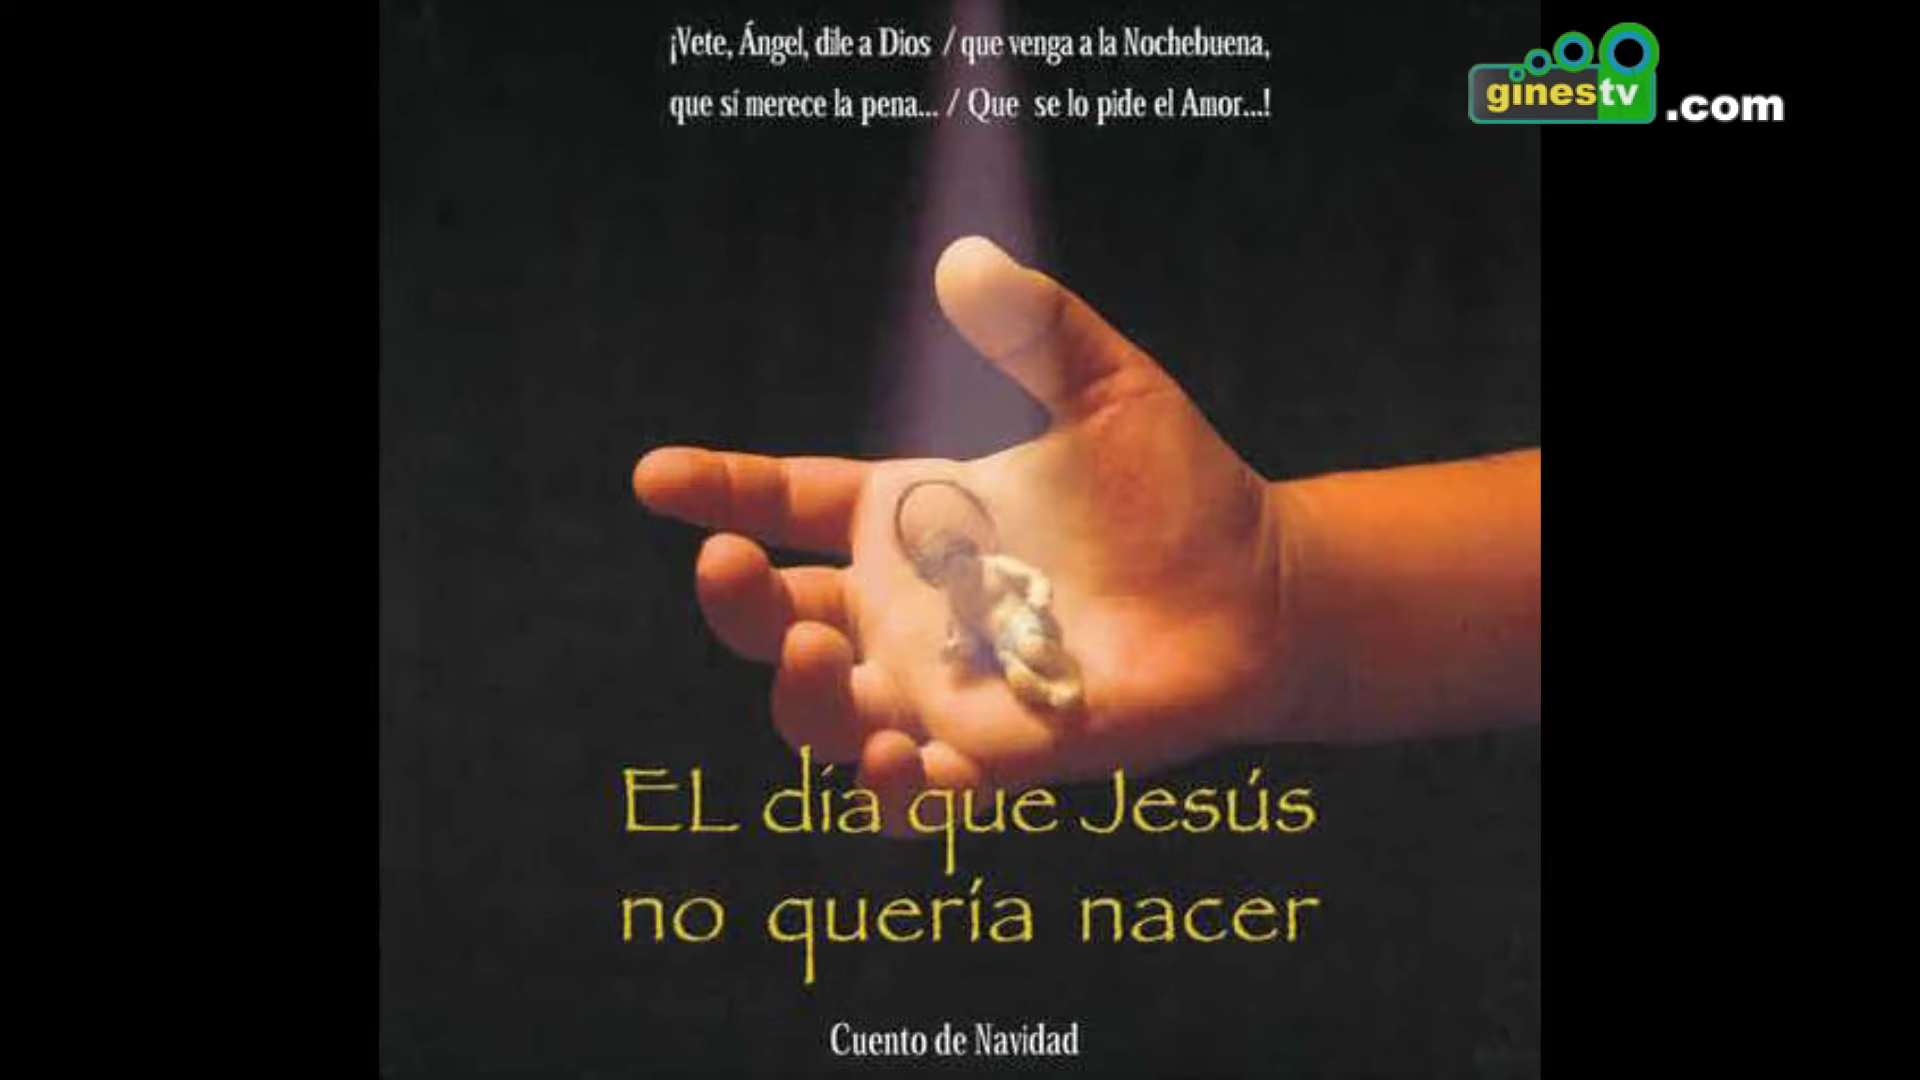 ¡Vete, Ángel, dile a Dios / que venga a la Nochebuena,
que sí merece la pena... / Que se lo pide el Amor...!
ginestv.com
EL día que Jesús
no quería nacer
Cuento de Navidad